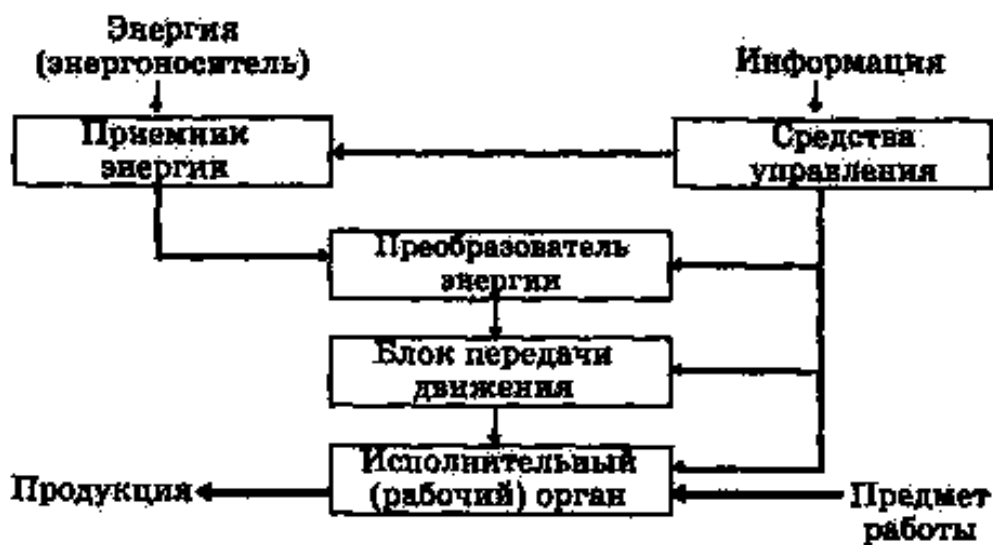 Энергия
(энергоноситель)
Информация
Приемник
энергии
Средства
управления
Преобразователь
энергии
Блок передачи
движения
Исполнительный
(рабочий) орган
Продукция
Предмет
работы